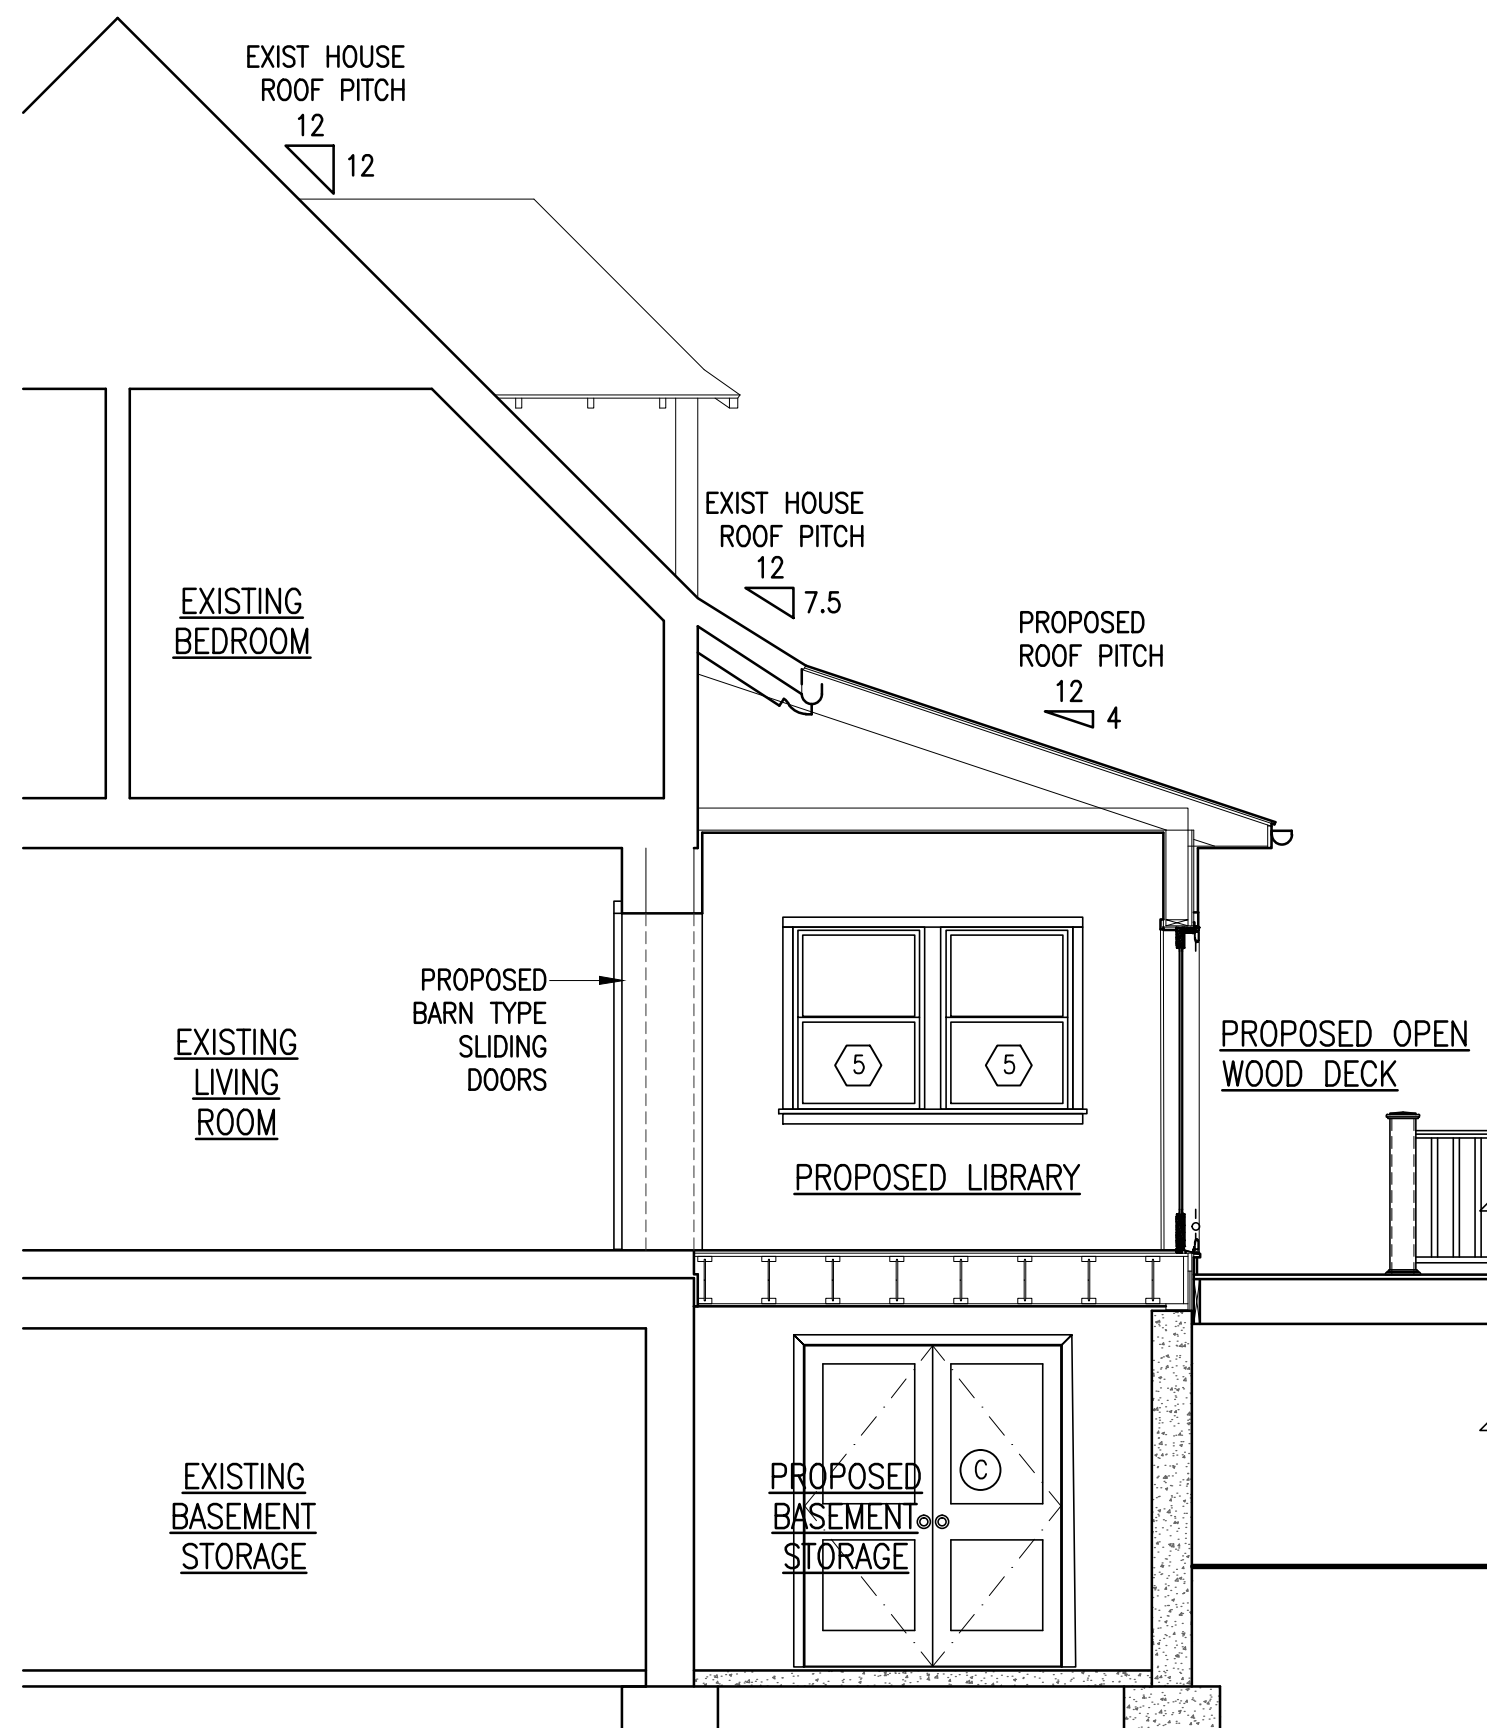 EXIST HOUSE
ROOF PITCH
12
12
EXIST HOUSE
ROOF PITCH
12
7.5
PROPOSED
ROOF PITCH
12
4
EXISTING
BEDROOM
PROPOSED
BARN TYPE
SLIDING
DOORS
EXISTING
LIVING
ROOM
5
5
PROPOSED LIBRARY
PROPOSED OPEN
WOOD DECK
EXISTING
BASEMENT
STORAGE
PROPOSED
BASEMENT
STORAGE
C